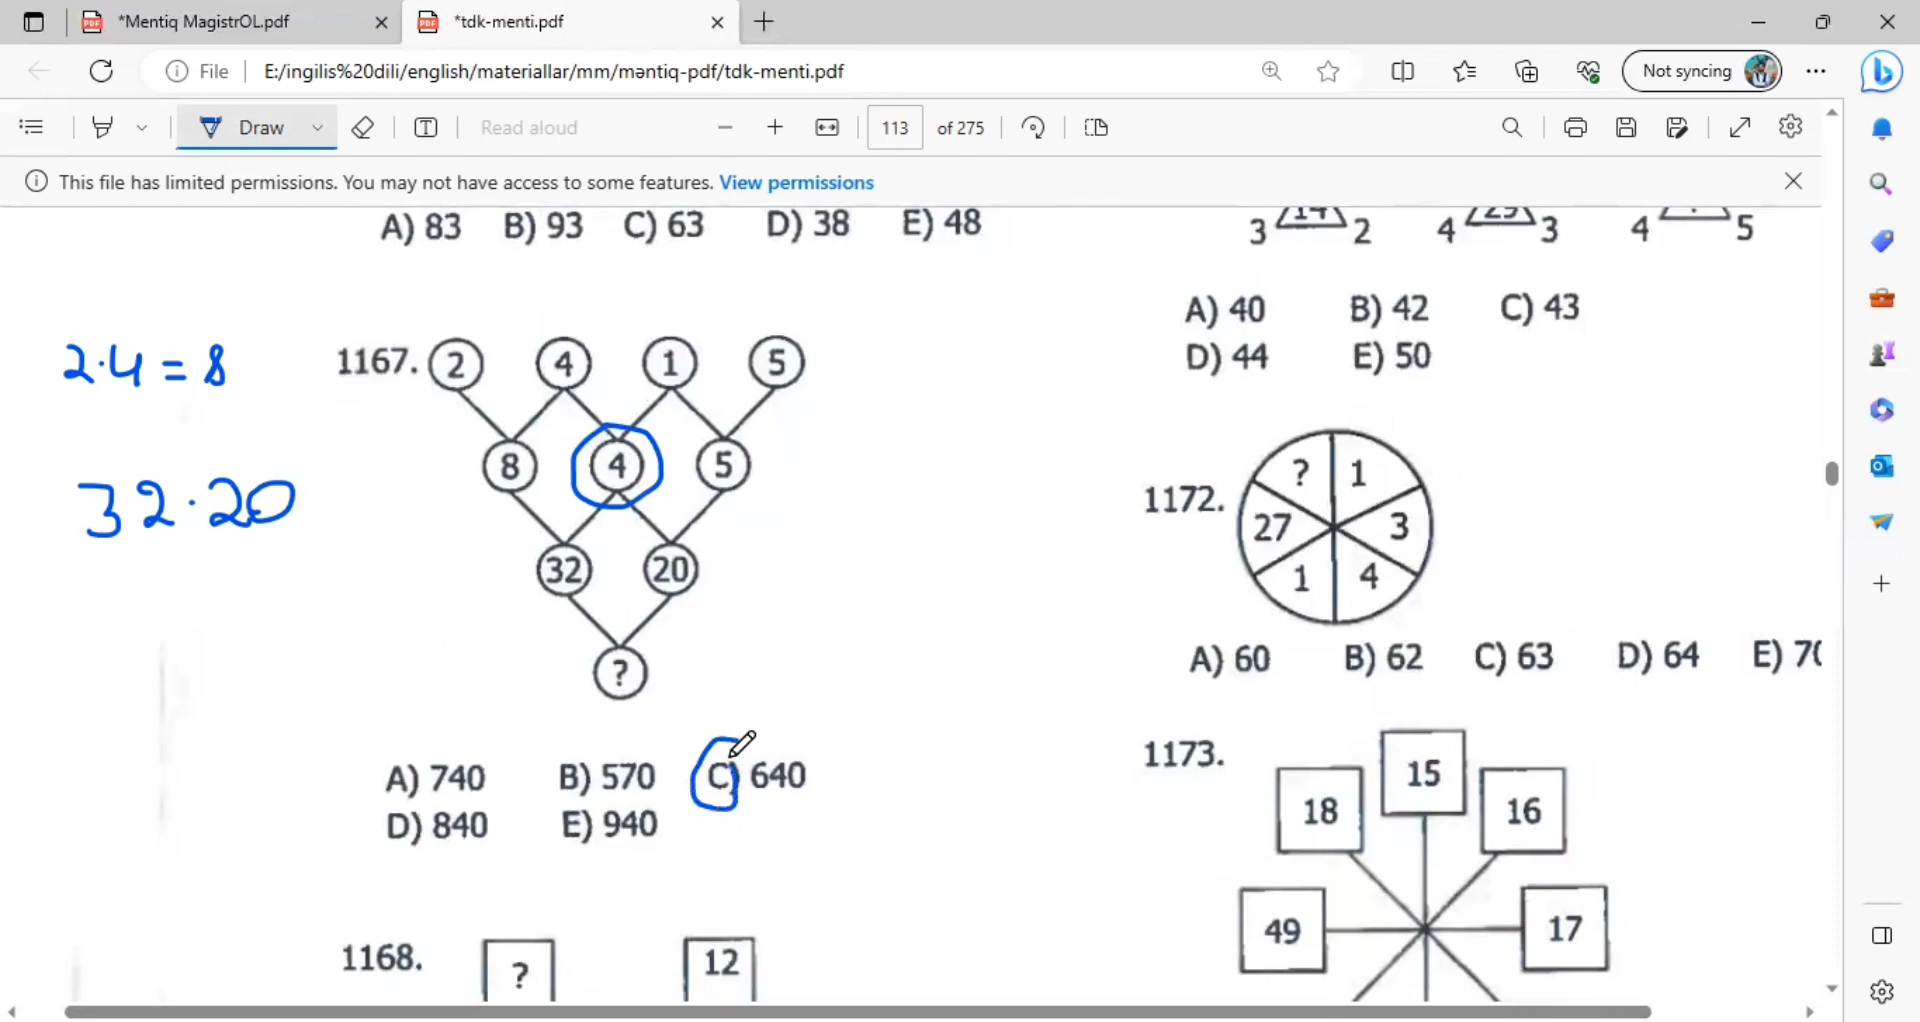 *Mentiq MagistrOL.pdf
*tdk-menti.pdf
File
E:/ingilis%20dili/english/materiallar/mm/məntiq-pdf/tdk-menti.pdf
Not syncing
Draw
Read aloud
113 of 275
This file has limited permissions. You may not have access to some features. View permissions
A) 83 B) 93 C) 63 D) 38 E) 48
2·4 = 8
32·20
1167. 2 4 1 5
8 4 5
32 20
?
A) 740 B) 570 C) 640
D) 840 E) 940
1168. ? 12
3 14 2 4 29 3 4 5
A) 40 B) 42 C) 43
D) 44 E) 50
1172. ? 1
27 3
1 4
A) 60 B) 62 C) 63 D) 64 E)
1173. 15
18 16
49 17